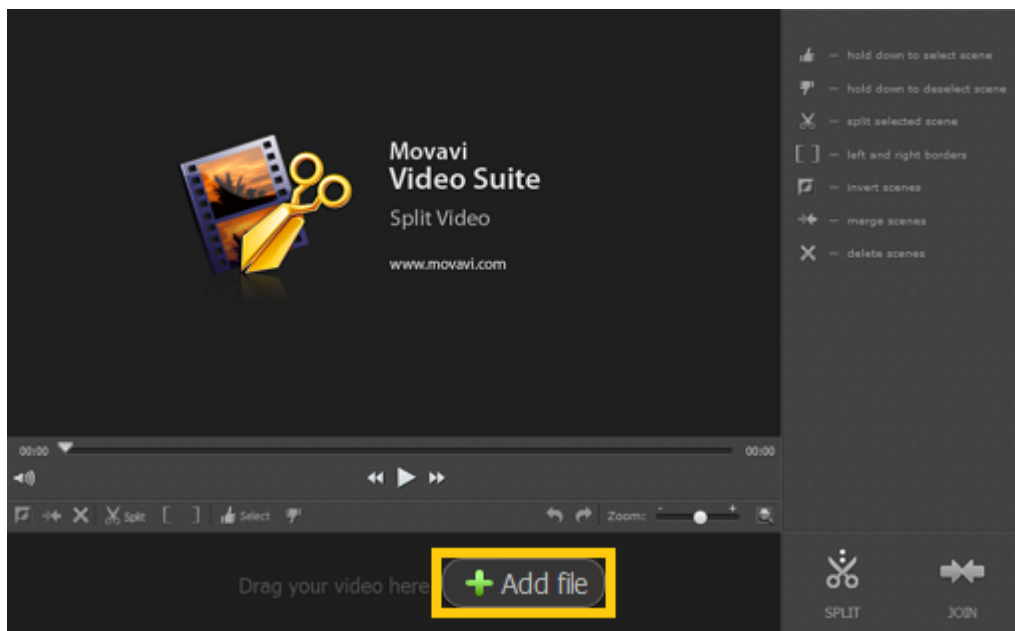 Movavi
Video Suite
Split Video
www.movavi.com
– hold down to select scene
– hold down to deselect scene
– split selected scene
[ ] – left and right borders
– invert scenes
– merge scenes
– delete scenes
00:00
00:00
Split [ ] Select Zoom: - +
Drag your video here
Add file
SPLIT
JOIN